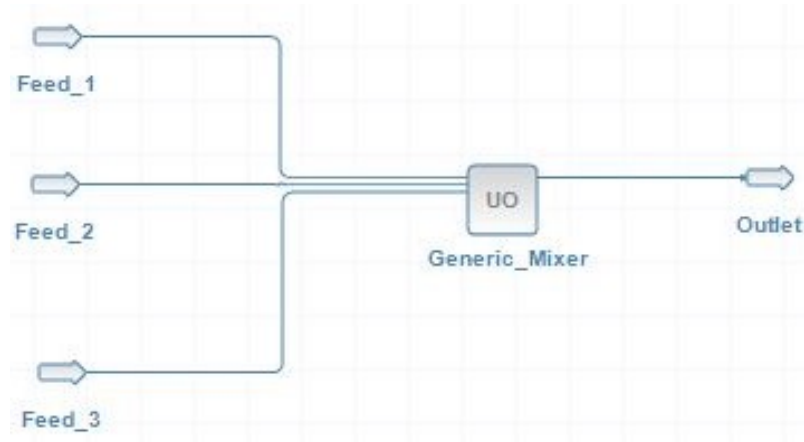 Feed_1
Feed_2
UO
Outlet
Generic_Mixer
Feed_3